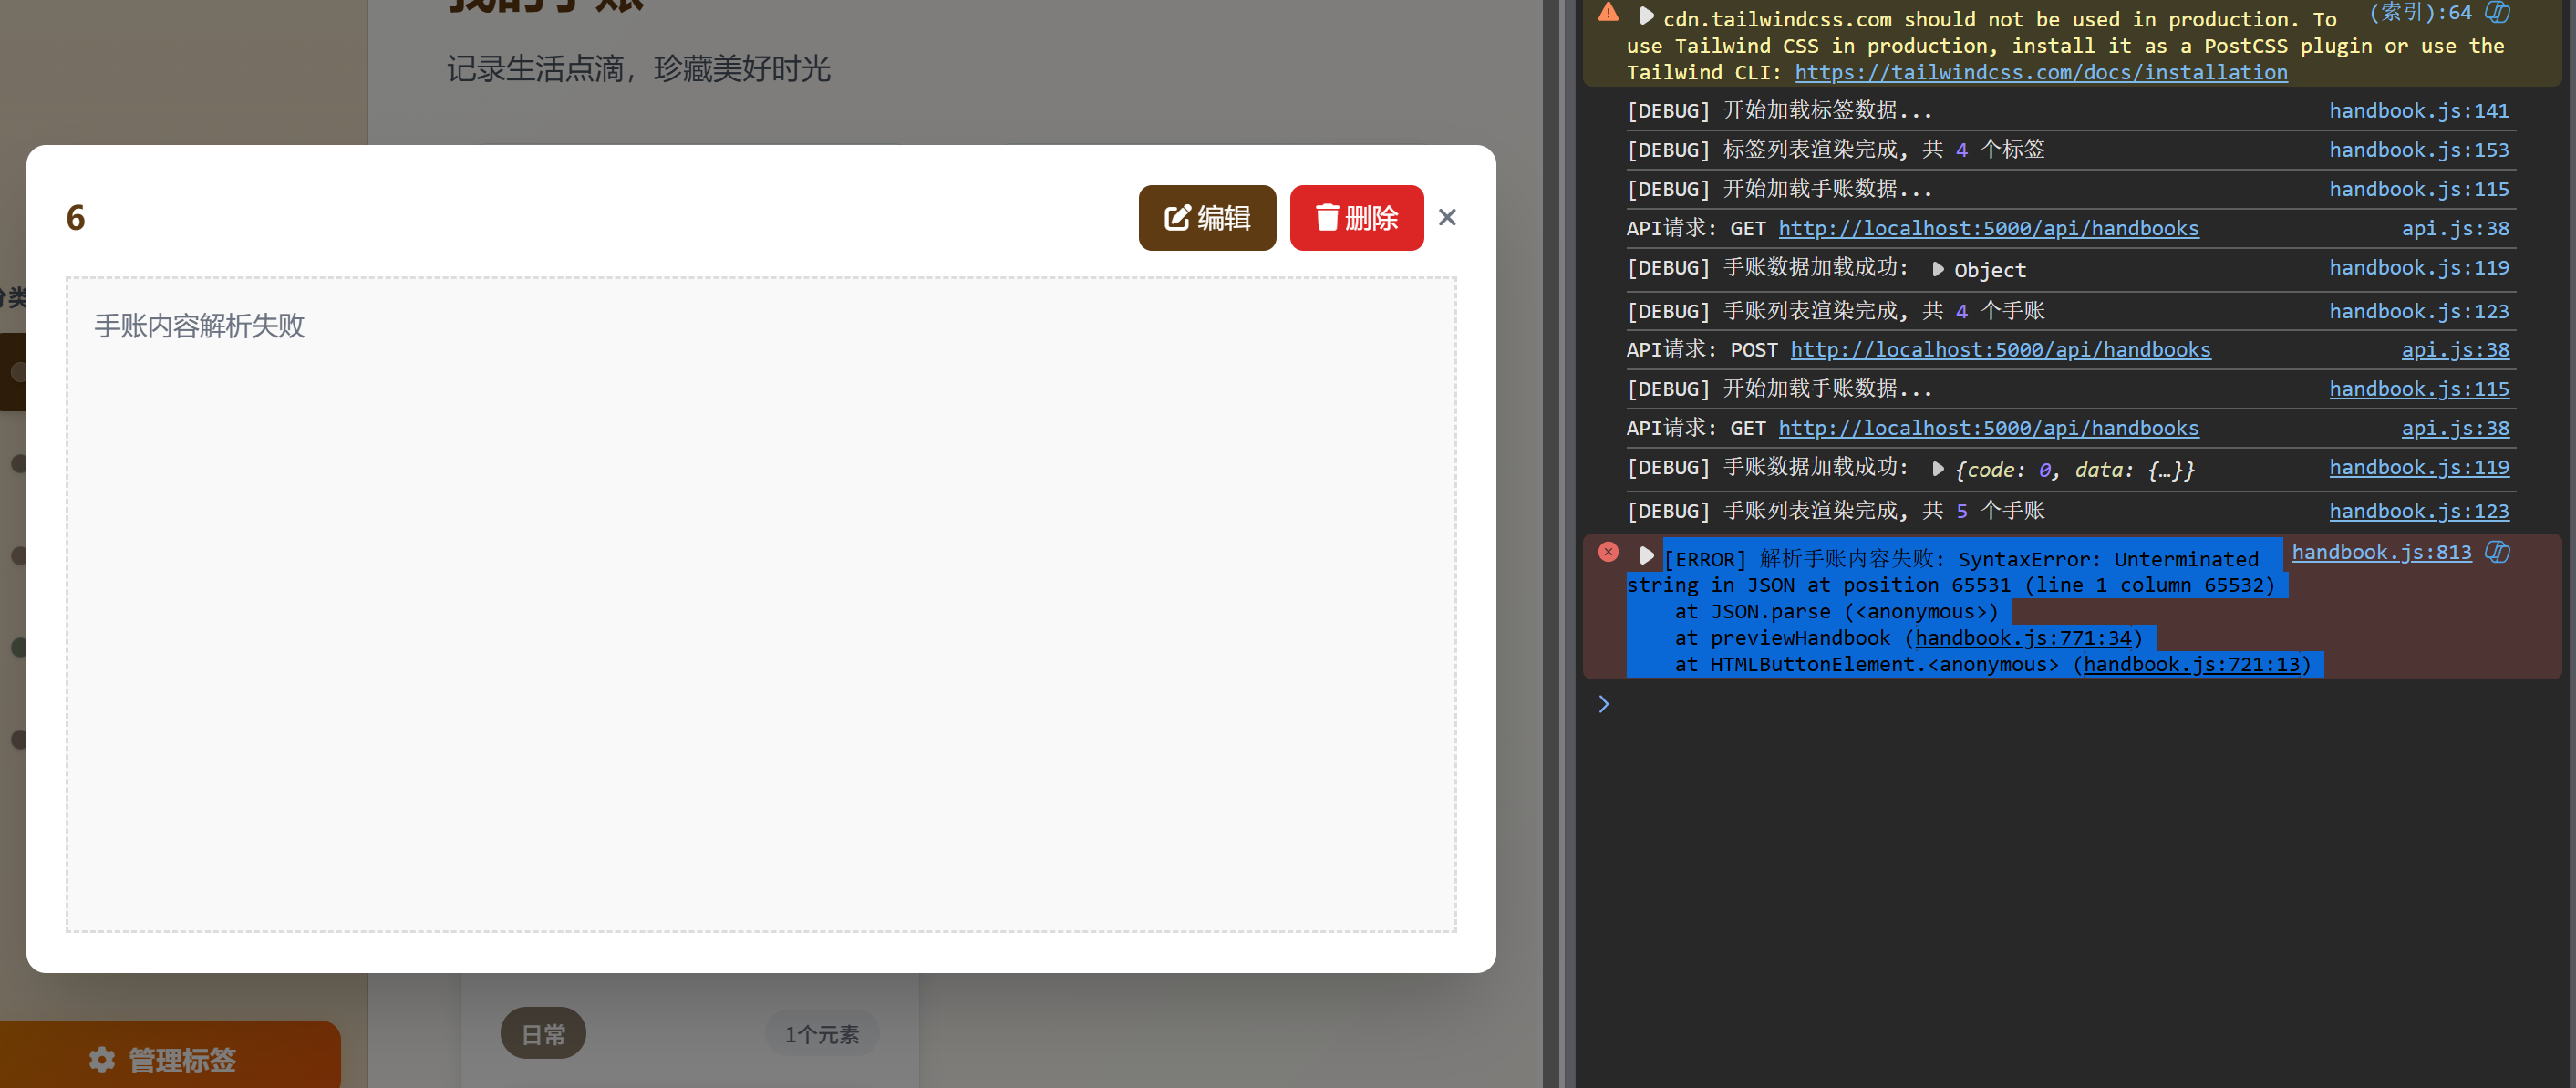 我的手账
记录生活点滴，珍藏美好时光
6
编辑
删除
×
手账内容解析失败
分类
日常
1个元素
管理标签
cdn.tailwindcss.com should not be used in production. To
(索引):64
use Tailwind CSS in production, install it as a PostCSS plugin or use the
Tailwind CLI: https://tailwindcss.com/docs/installation
[DEBUG] 开始加载标签数据... handbook.js:141
[DEBUG] 标签列表渲染完成, 共 4 个标签 handbook.js:153
[DEBUG] 开始加载手账数据... handbook.js:115
API请求: GET http://localhost:5000/api/handbooks api.js:38
[DEBUG] 手账数据加载成功: Object handbook.js:119
[DEBUG] 手账列表渲染完成, 共 4 个手账 handbook.js:123
API请求: POST http://localhost:5000/api/handbooks api.js:38
[DEBUG] 开始加载手账数据... handbook.js:115
API请求: GET http://localhost:5000/api/handbooks api.js:38
[DEBUG] 手账数据加载成功: {code: 0, data: {…}} handbook.js:119
[DEBUG] 手账列表渲染完成, 共 5 个手账 handbook.js:123
[ERROR] 解析手账内容失败: SyntaxError: Unterminated handbook.js:813
string in JSON at position 65531 (line 1 column 65532)
at JSON.parse (<anonymous>)
at previewHandbook (handbook.js:771:34)
at HTMLButtonElement.<anonymous> (handbook.js:721:13)